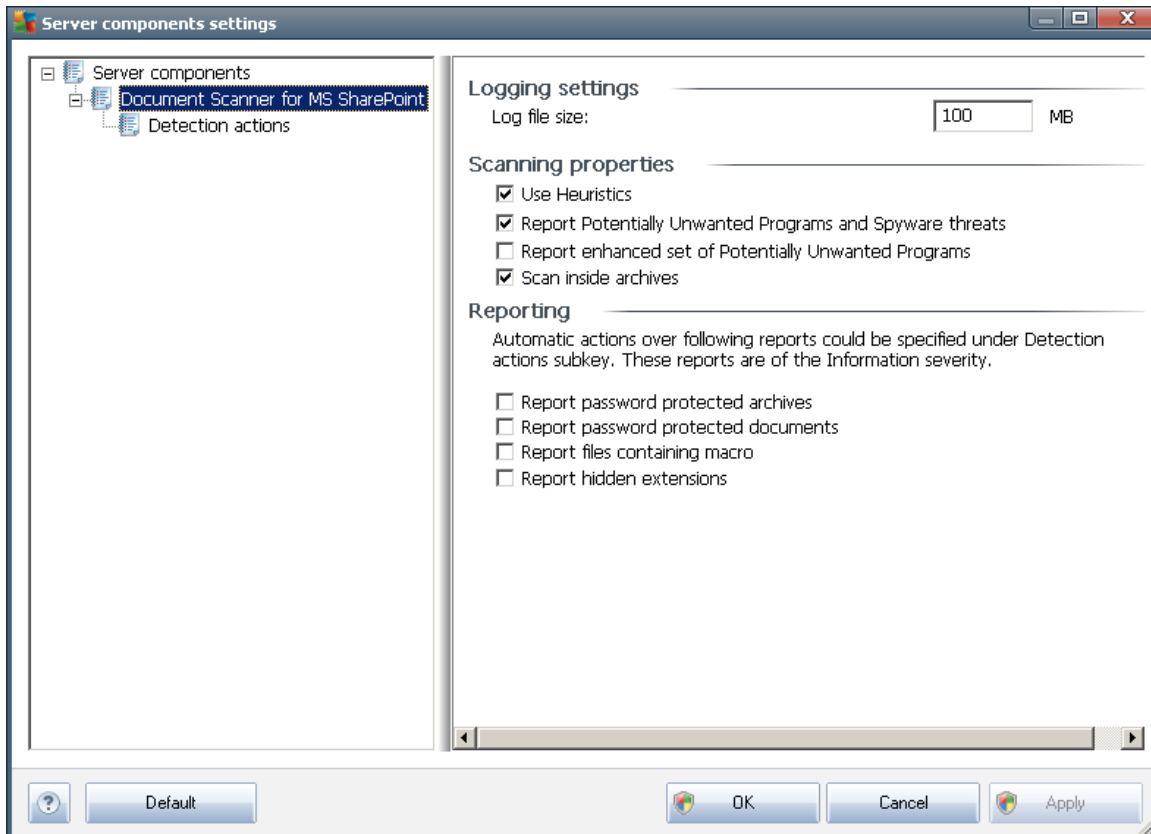 Server components settings
Server components
Document Scanner for MS SharePoint
Detection actions
Logging settings
Log file size:
100
MB
Scanning properties
Use Heuristics
Report Potentially Unwanted Programs and Spyware threats
Report enhanced set of Potentially Unwanted Programs
Scan inside archives
Reporting
Automatic actions over following reports could be specified under Detection
actions subkey. These reports are of the Information severity.
Report password protected archives
Report password protected documents
Report files containing macro
Report hidden extensions
?
Default
OK
Cancel
Apply